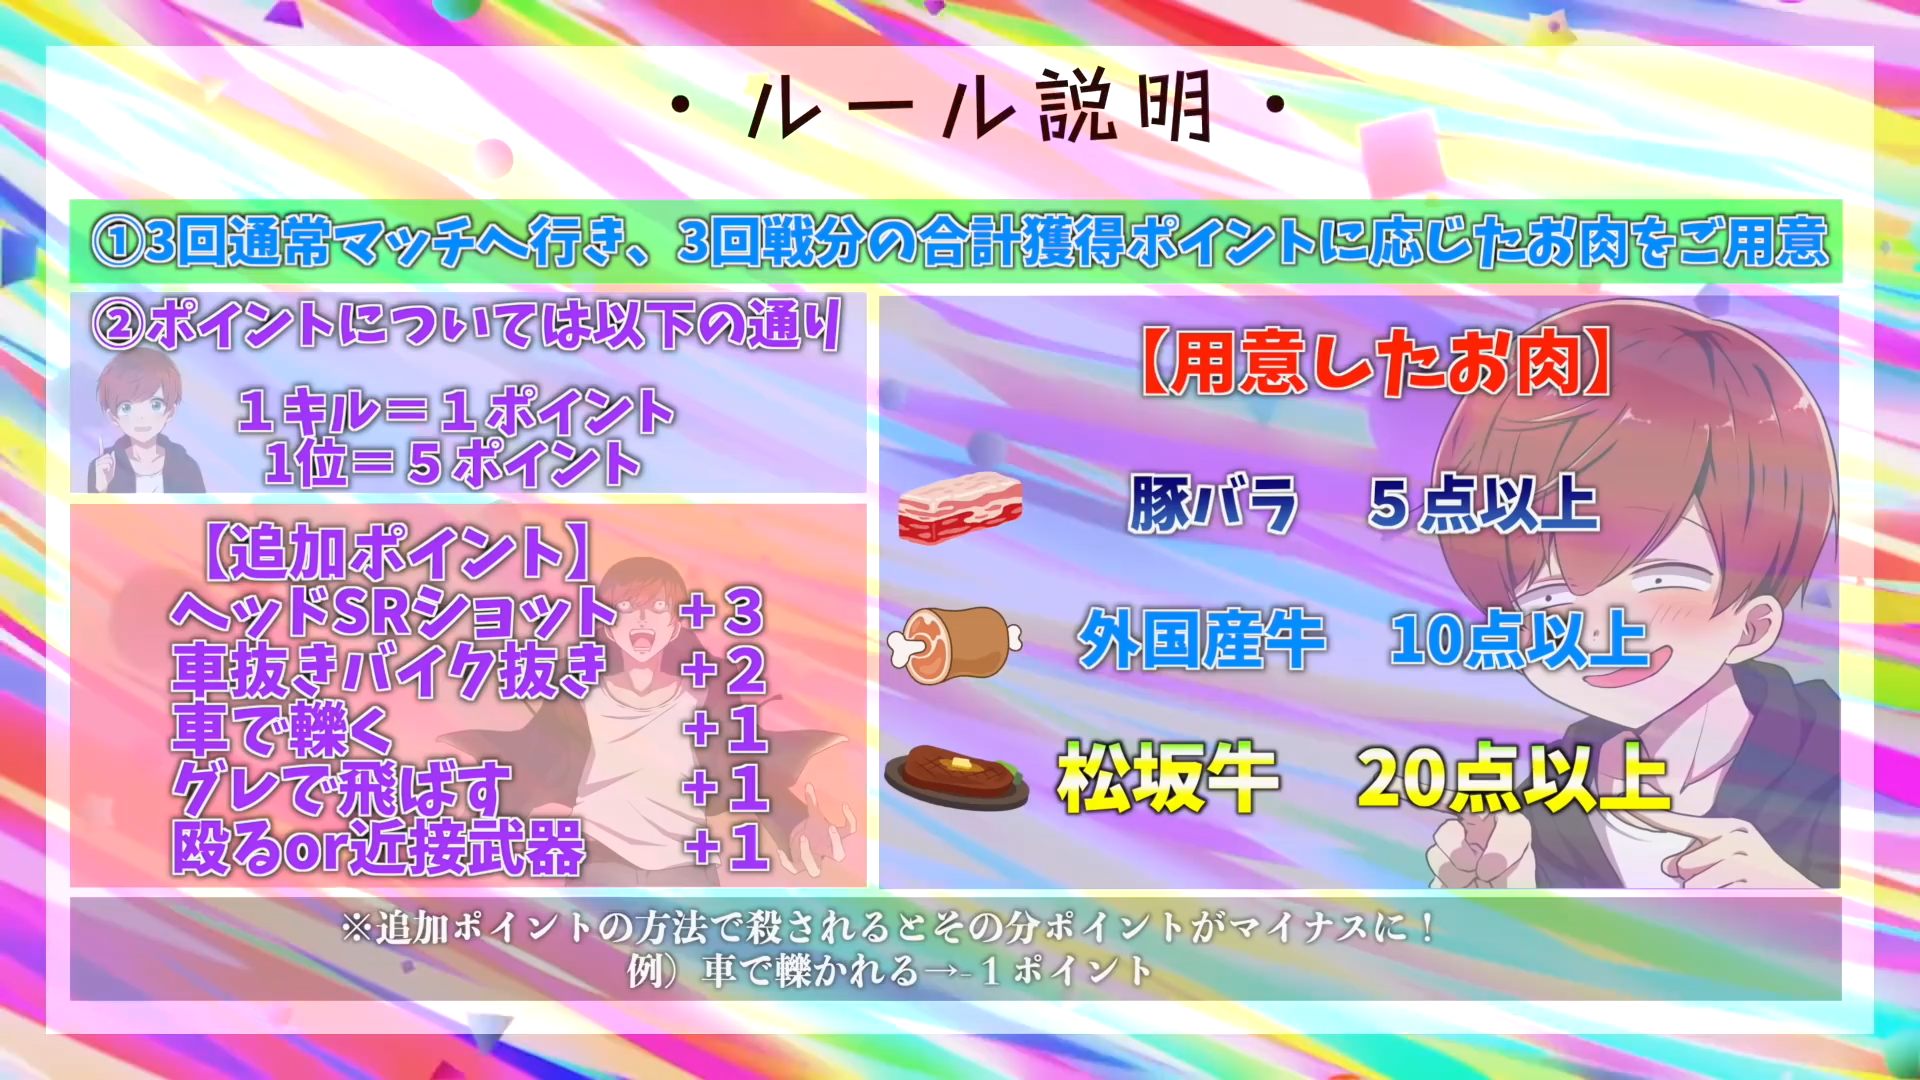 ・ルール説明・
①3回通常マッチへ行き、3回戦分の合計獲得ポイントに応じたお肉をご用意
②ポイントについては以下の通り
１キル＝１ポイント
1位＝５ポイント
【追加ポイント】
ヘッドSRショット ＋３
車抜きバイク抜き ＋２
車で轢く ＋１
グレで飛ばす ＋１
殴るor近接武器 ＋１
【用意したお肉】
豚バラ ５点以上
外国産牛 10点以上
松坂牛 20点以上
※追加ポイントの方法で殺されるとその分ポイントがマイナスに！
例）車で轢かれる→-１ポイント